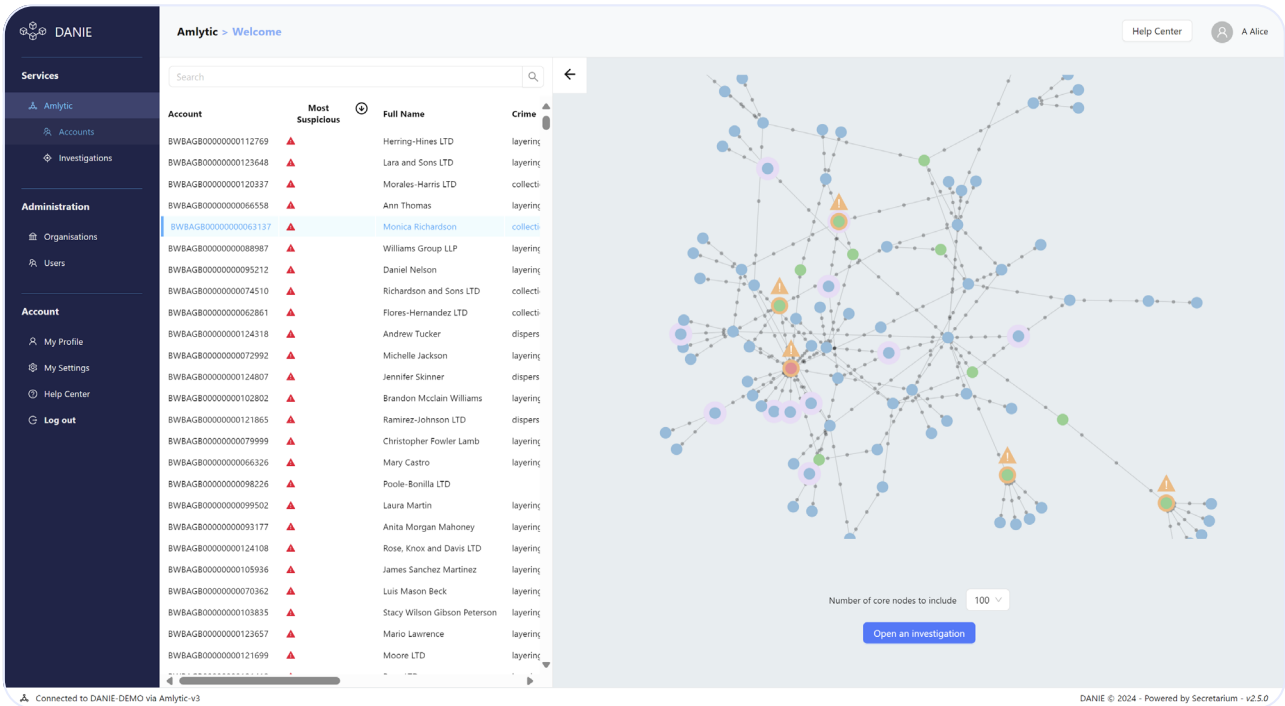 DANIE
Amlytic > Welcome
Help Center
A Alice
Services
Amlytic
Accounts
Investigations
Administration
Organisations
Users
Account
My Profile
My Settings
Help Center
Log out
Search
Account Most Suspicious Full Name Crime
BWBAGB00000000112769 Herring-Hines LTD layering
BWBAGB00000000123648 Lara and Sons LTD layering
BWBAGB00000000120337 Morales-Harris LTD collecti
BWBAGB00000000066558 Ann Thomas layering
BWBAGB00000000063137 Monica Richardson collecti
BWBAGB00000000088987 Williams Group LLP layering
BWBAGB00000000095212 Daniel Nelson layering
BWBAGB00000000074510 Richardson and Sons LTD collecti
BWBAGB00000000062861 Flores-Hernandez LTD collecti
BWBAGB00000000124318 Andrew Tucker dispers
BWBAGB00000000072992 Michelle Jackson layering
BWBAGB00000000124807 Jennifer Skinner dispers
BWBAGB00000000102802 Brandon Mcclain Williams layering
BWBAGB00000000121865 Ramirez-Johnson LTD dispers
BWBAGB00000000079999 Christopher Fowler Lamb layering
BWBAGB00000000066326 Mary Castro layering
BWBAGB00000000098226 Poole-Bonilla LTD
BWBAGB00000000099502 Laura Martin layering
BWBAGB00000000093177 Anita Morgan Mahoney layering
BWBAGB00000000124108 Rose, Knox and Davis LTD layering
BWBAGB00000000105936 James Sanchez Martinez layering
BWBAGB00000000070362 Luis Mason Beck layering
BWBAGB00000000103835 Stacy Wilson Gibson Peterson layering
BWBAGB00000000123657 Mario Lawrence layering
BWBAGB00000000121699 Moore LTD layering
Number of core nodes to include 100
Open an investigation
Connected to DANIE-DEMO via Amlytic-v3
DANIE © 2024 - Powered by Secretarium - v2.5.0